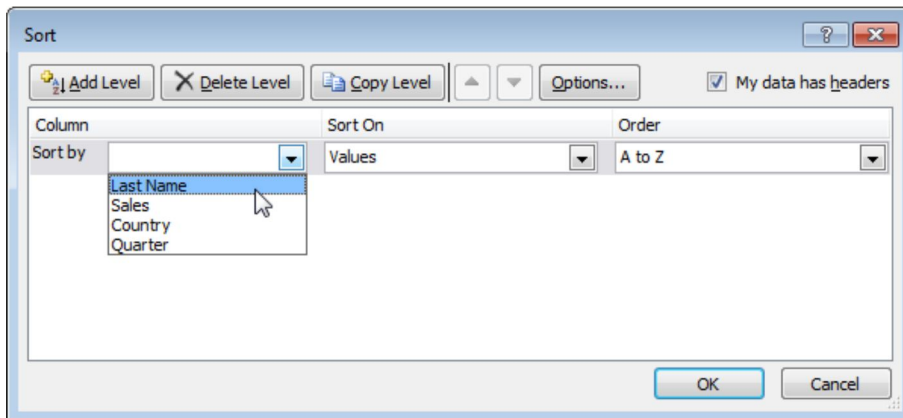 Sort
Add Level Delete Level Copy Level Options... My data has headers
Column Sort On Order
Sort by Values A to Z
Last Name
Sales
Country
Quarter
OK Cancel